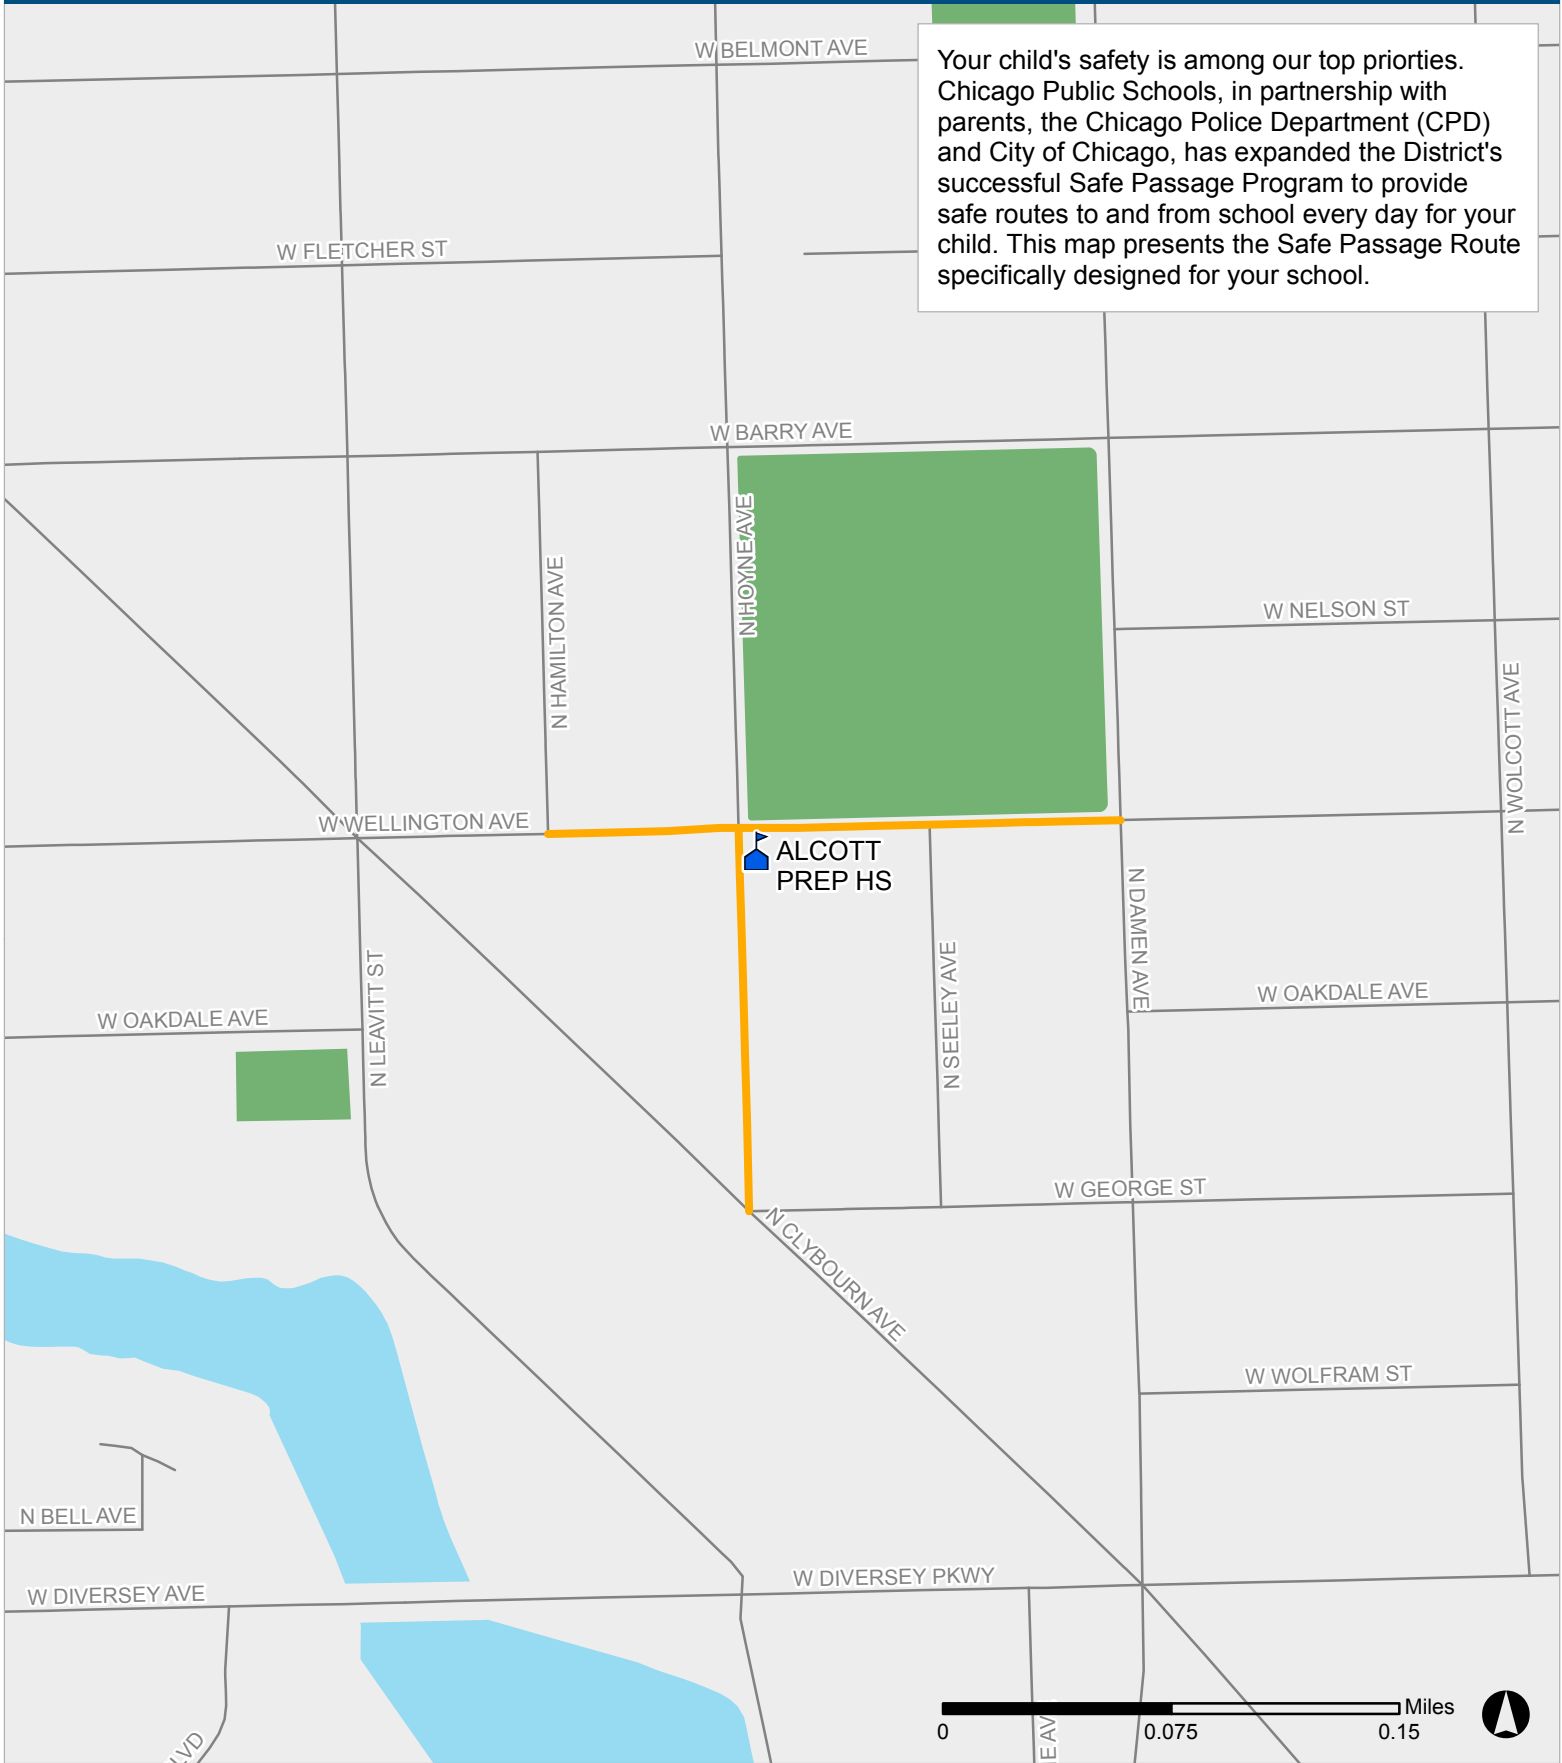 W BELMONT AVE
Your child's safety is among our top priorties.
Chicago Public Schools, in partnership with
parents, the Chicago Police Department (CPD)
and City of Chicago, has expanded the District's
successful Safe Passage Program to provide
safe routes to and from school every day for your
child. This map presents the Safe Passage Route
specifically designed for your school.
W FLETCHER ST
W BARRY AVE
N HOYNE AVE
N HAMILTON AVE
W NELSON ST
N WOLCOTT AVE
W WELLINGTON AVE
ALCOTT
PREP HS
N DAMEN AVE
N LEAVITT ST
N SEELEY AVE
W OAKDALE AVE
W OAKDALE AVE
W GEORGE ST
N CLYBOURN AVE
W WOLFRAM ST
N BELL AVE
W DIVERSEY AVE
W DIVERSEY PKWY
Miles
0
0.075
0.15
E AV
LVD